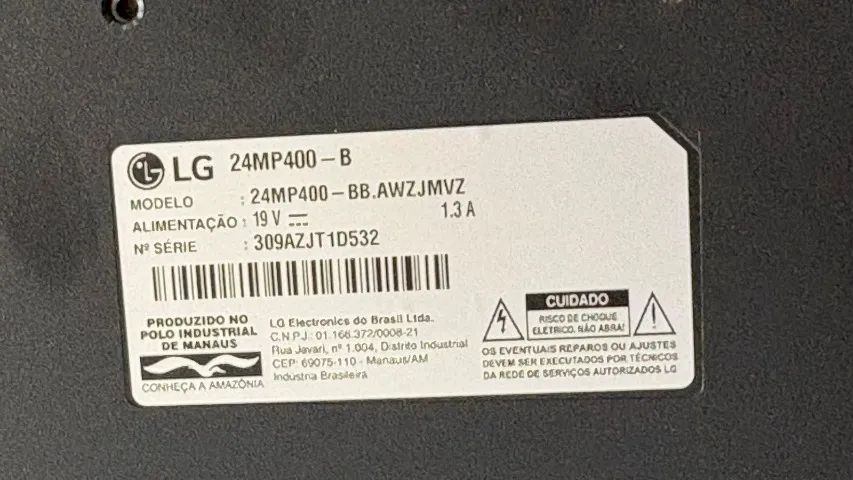 LG 24MP400-B
MODELO : 24MP400-BB.AWZJMVZ
ALIMENTAÇÃO : 19 V ⎓ 1.3 A
Nº SÉRIE : 309AZJT1D532
PRODUZIDO NO
POLO INDUSTRIAL
DE MANAUS
CONHEÇA A AMAZÔNIA
LG Electronics do Brasil Ltda.
C.N.P.J.: 01.166.372/0008-21
Rua Javari, nº 1.004, Distrito Industrial
CEP: 69075-110 - Manaus/AM
Indústria Brasileira
CUIDADO
RISCO DE CHOQUE
ELÉTRICO. NÃO ABRA!
OS EVENTUAIS REPAROS OU AJUSTES
DEVEM SER EXECUTADOS POR TÉCNICOS
DA REDE DE SERVIÇOS AUTORIZADOS LG